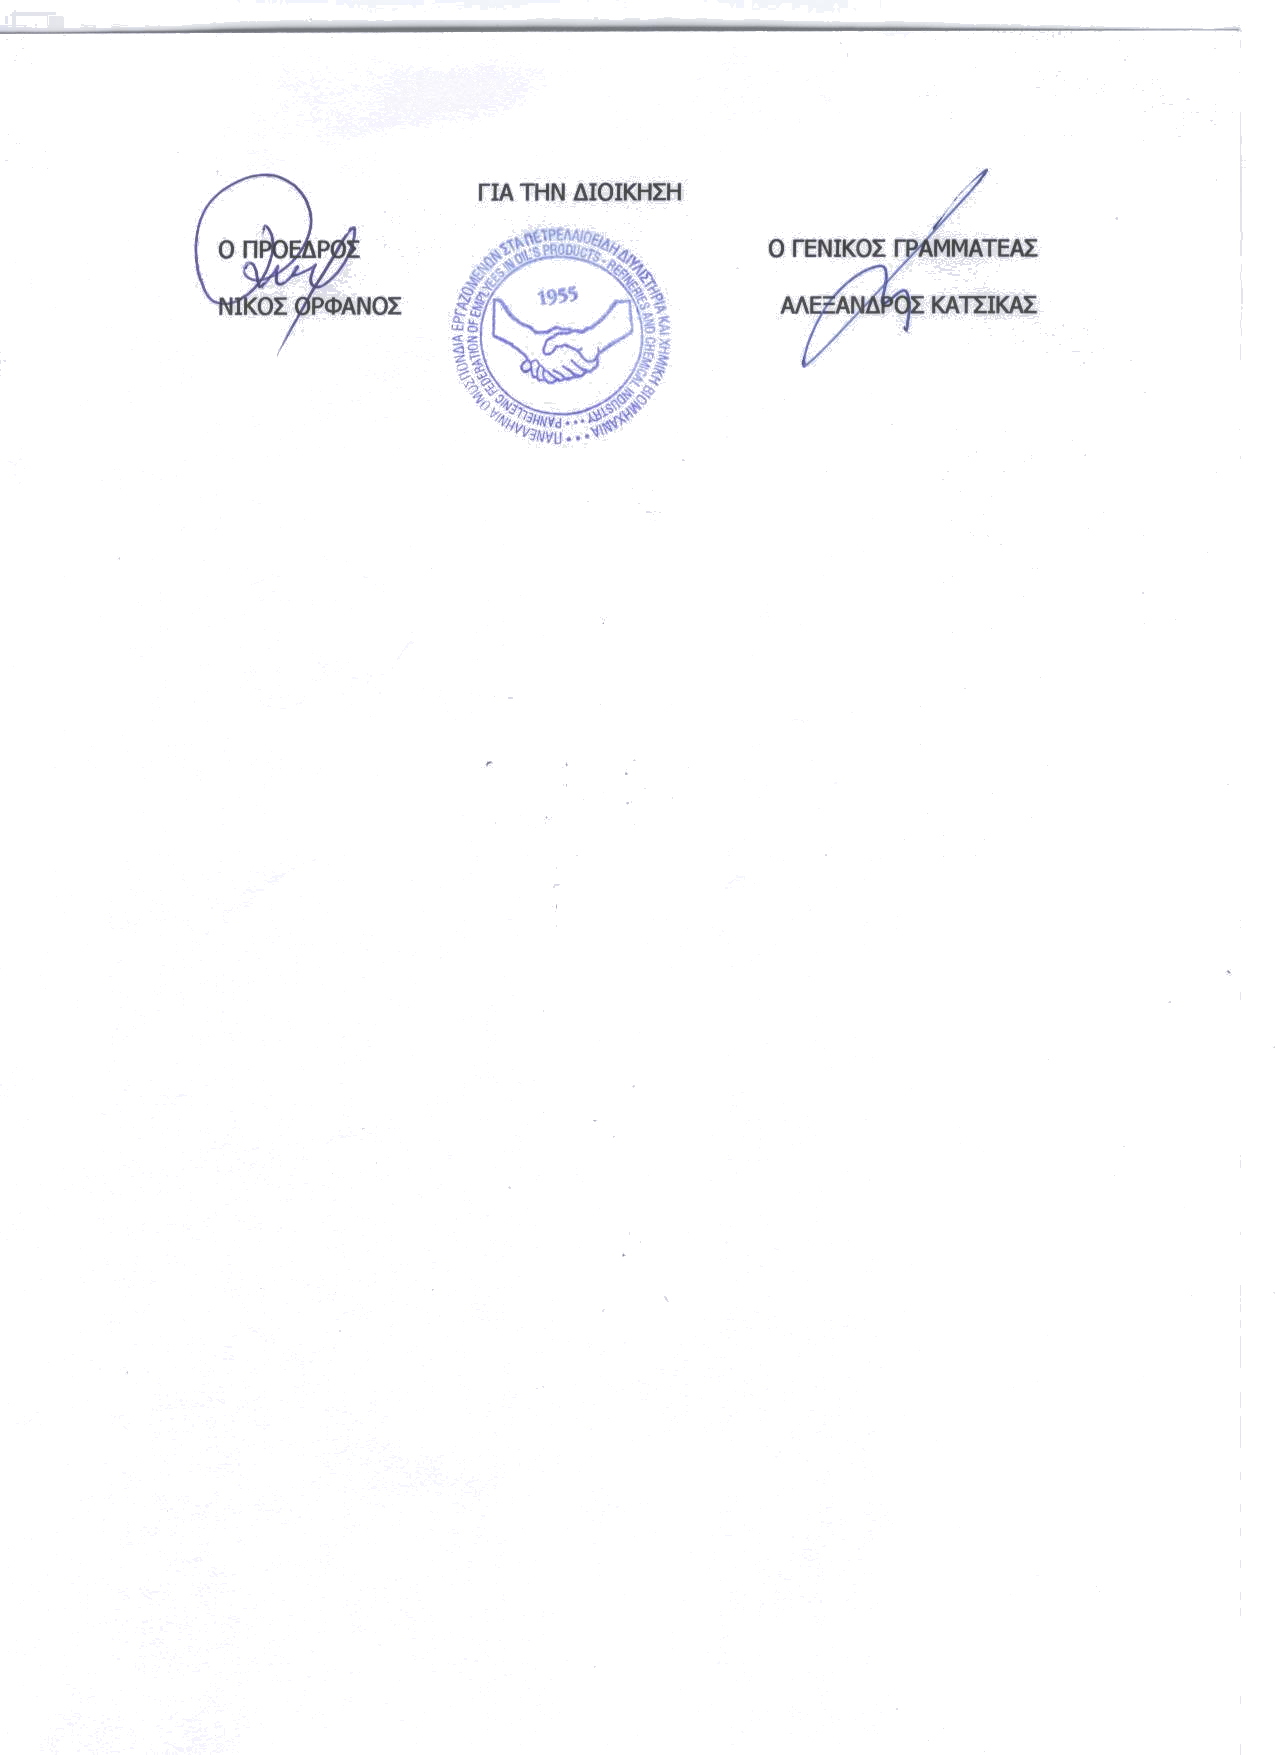 ΓΙΑ ΤΗΝ ΔΙΟΙΚΗΣΗ
Ο ΠΡΟΕΔΡΟΣ
Ο ΓΕΝΙΚΟΣ ΓΡΑΜΜΑΤΕΑΣ
ΝΙΚΟΣ ΟΡΦΑΝΟΣ
ΑΛΕΞΑΝΔΡΟΣ ΚΑΤΣΙΚΑΣ
ΠΑΝΕΛΛΗΝΙΑ ΟΜΟΣΠΟΝΔΙΑ ΕΡΓΑΖΟΜΕΝΩΝ ΣΤΑ ΠΕΤΡΕΛΑΙΟΕΙΔΗ ΔΙΥΛΙΣΤΗΡΙΑ ΚΑΙ ΧΗΜΙΚΗ ΒΙΟΜΗΧΑΝΙΑ
PANHELLENIC FEDERATION OF EMPLYEES IN OIL'S PRODUCTS - REFINERIES AND CHEMICAL INDUSTRY
1955